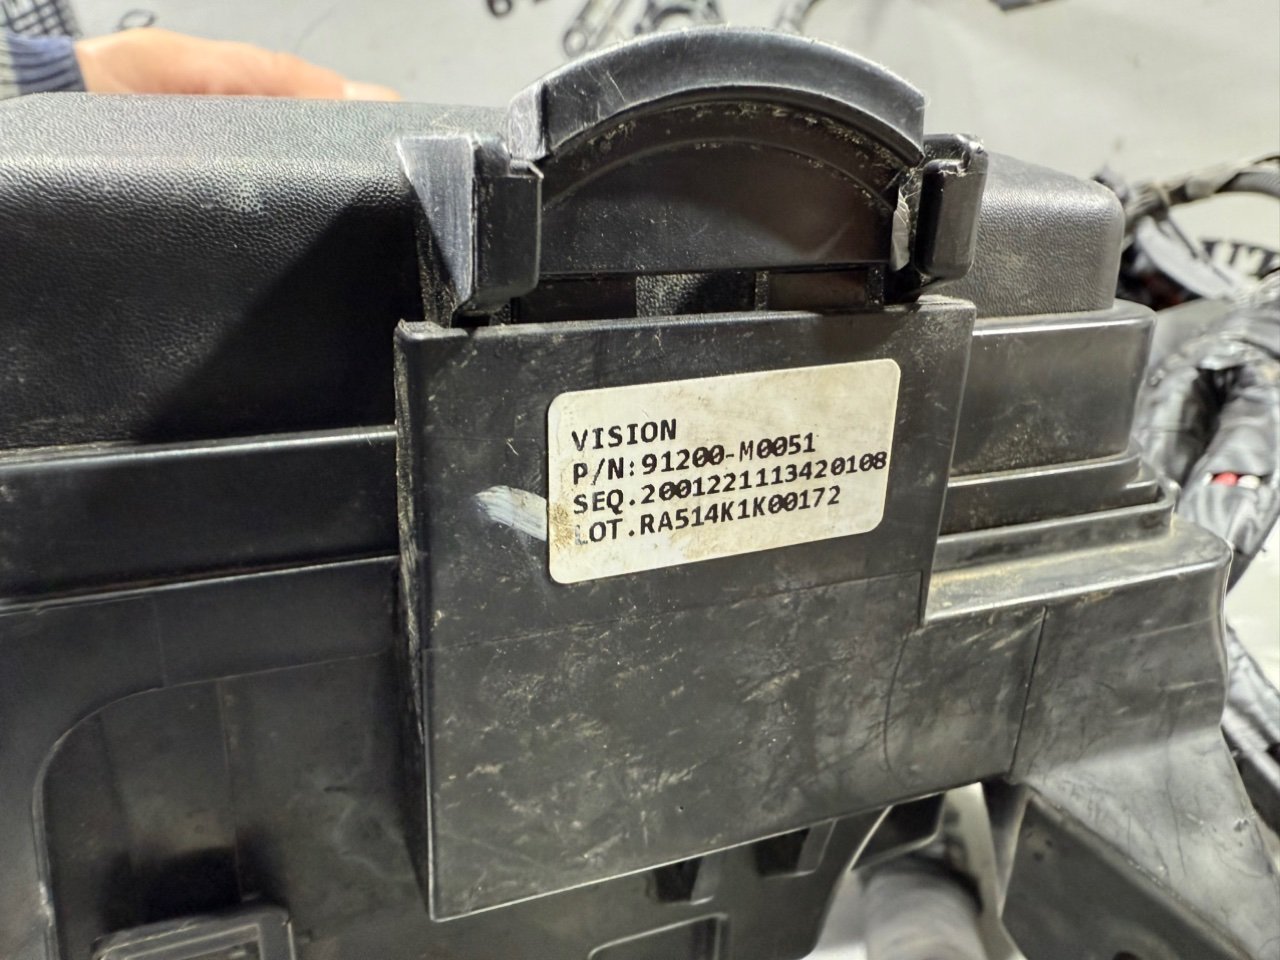 VISION
P/N:91200-M0051
SEQ.2001221113420108
LOT.RA514K1K00172